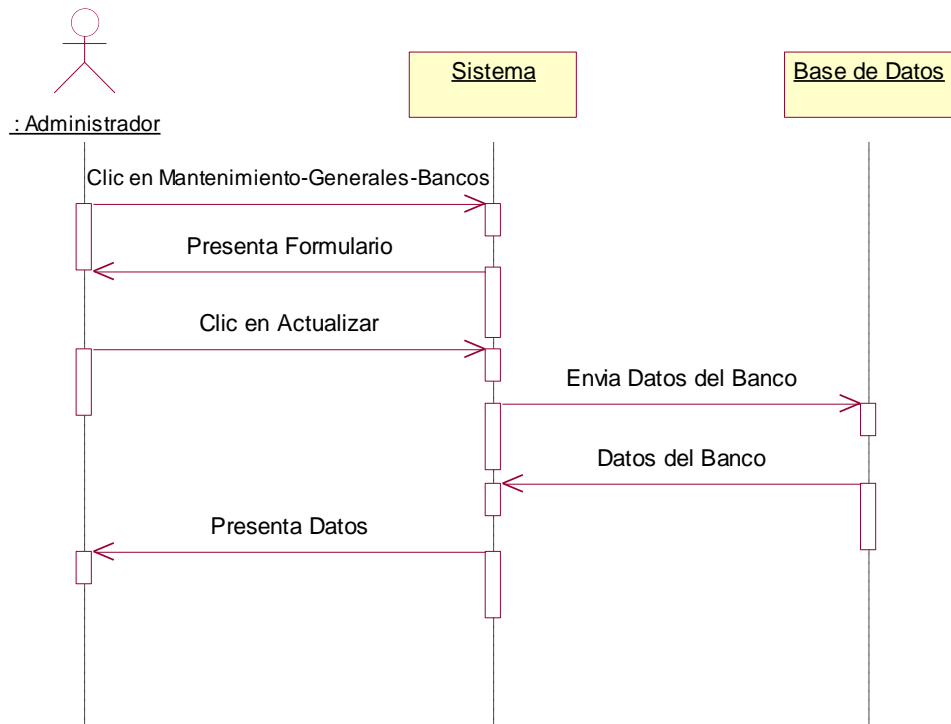 Sistema
Base de Datos
: Administrador
Clic en Mantenimiento-Generales-Bancos
Presenta Formulario
Clic en Actualizar
Envia Datos del Banco
Datos del Banco
Presenta Datos